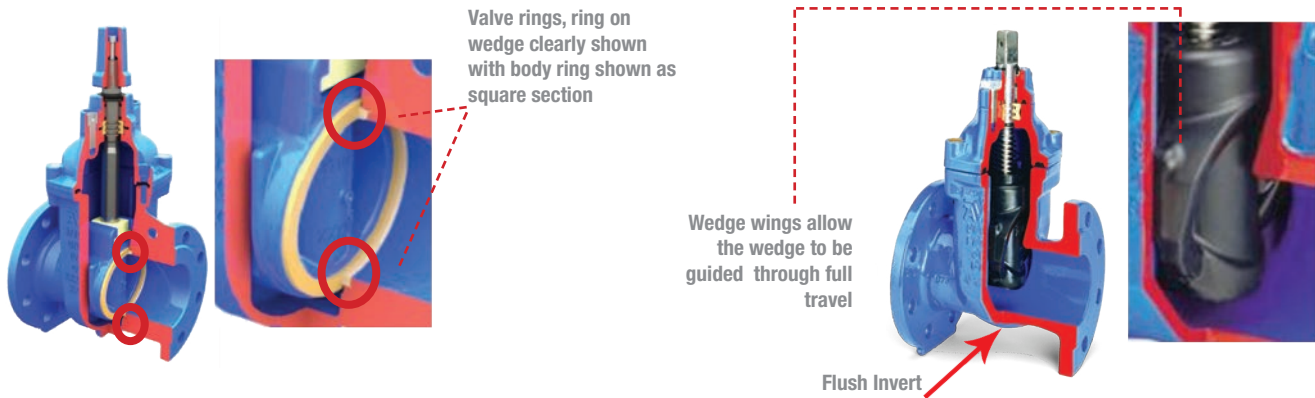 Valve rings, ring on
wedge clearly shown
with body ring shown as
square section
Wedge wings allow
the wedge to be
guided through full
travel
Flush Invert